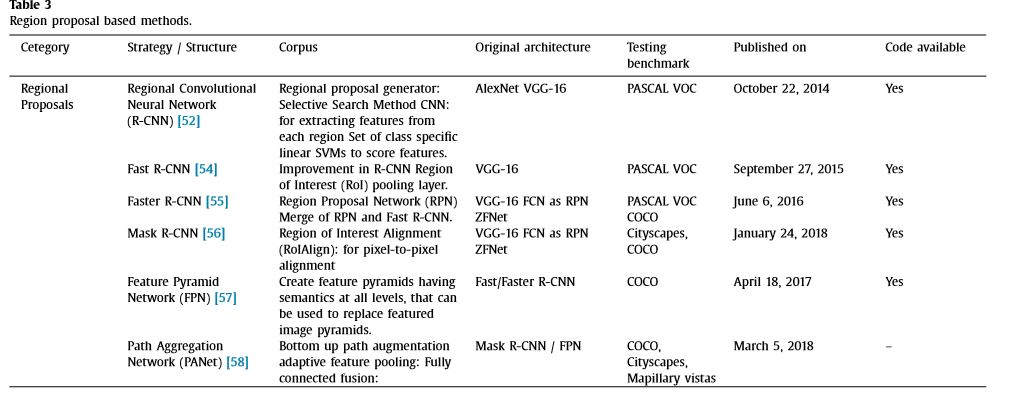 Table 3
Region proposal based methods.
Cetegory Strategy / Structure Corpus Original architecture Testing benchmark Published on Code available
Regional Proposals
Regional Convolutional Neural Network (R-CNN) [52]
Regional proposal generator:
Selective Search Method CNN:
for extracting features from
each region Set of class specific
linear SVMs to score features.
AlexNet VGG-16
PASCAL VOC
October 22, 2014
Yes
Fast R-CNN [54]
Improvement in R-CNN Region
of Interest (RoI) pooling layer.
VGG-16
PASCAL VOC
September 27, 2015
Yes
Faster R-CNN [55]
Region Proposal Network (RPN)
Merge of RPN and Fast R-CNN.
VGG-16 FCN as RPN
ZFNet
PASCAL VOC
COCO
June 6, 2016
Yes
Mask R-CNN [56]
Region of Interest Alignment
(RoIAlign): for pixel-to-pixel
alignment
VGG-16 FCN as RPN
ZFNet
Cityscapes,
COCO
January 24, 2018
Yes
Feature Pyramid
Network (FPN) [57]
Create feature pyramids having
semantics at all levels, that can
be used to replace featured
image pyramids.
Fast/Faster R-CNN
COCO
April 18, 2017
Yes
Path Aggregation
Network (PANet) [58]
Bottom up path augmentation
adaptive feature pooling: Fully
connected fusion:
Mask R-CNN / FPN
COCO,
Cityscapes,
Mapillary vistas
March 5, 2018
–